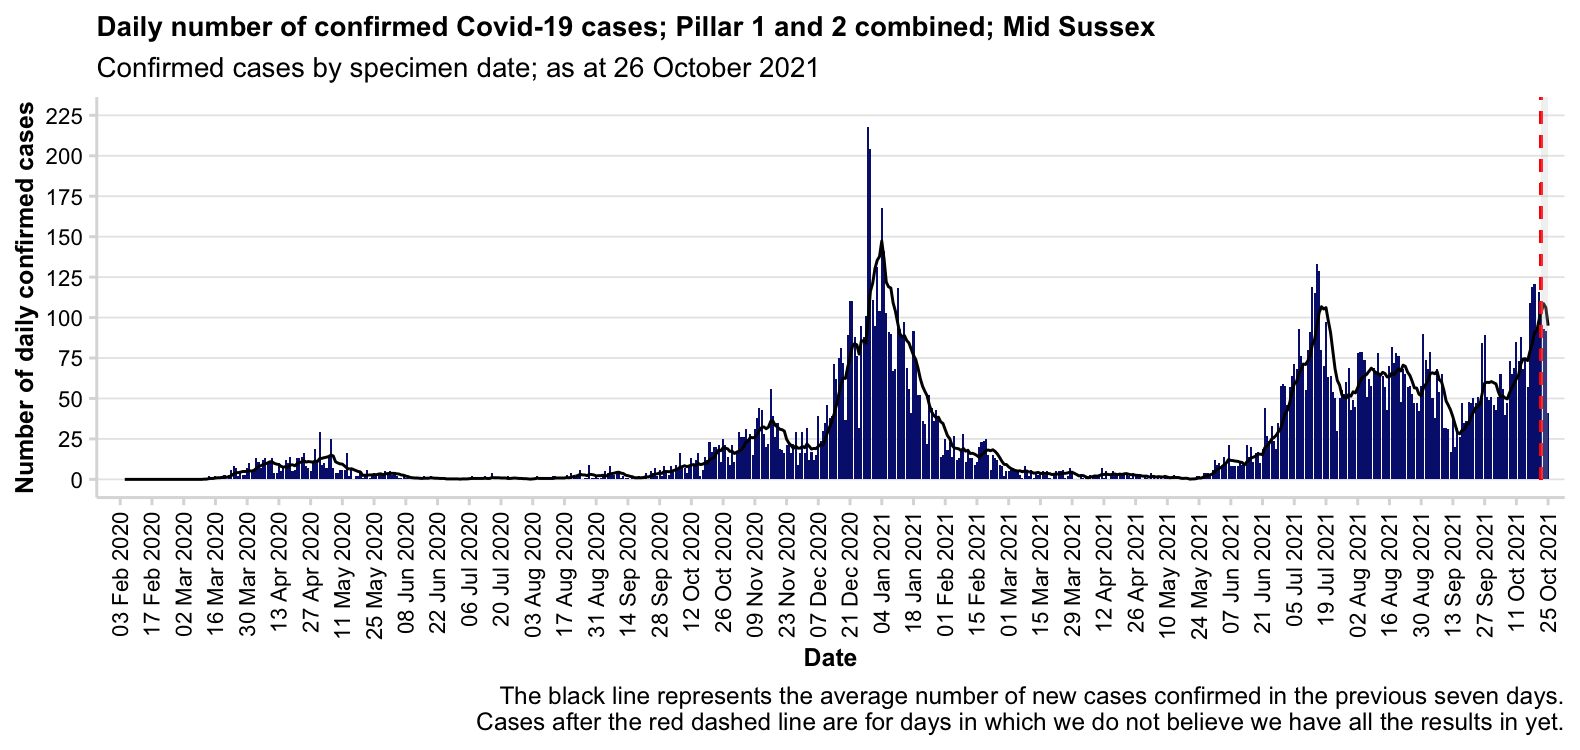 Daily number of confirmed Covid-19 cases; Pillar 1 and 2 combined; Mid Sussex
Confirmed cases by specimen date; as at 26 October 2021
Number of daily confirmed cases
225
200
175
150
125
100
75
50
25
0
03 Feb 2020
17 Feb 2020
02 Mar 2020
16 Mar 2020
30 Mar 2020
13 Apr 2020
27 Apr 2020
11 May 2020
25 May 2020
08 Jun 2020
22 Jun 2020
06 Jul 2020
20 Jul 2020
03 Aug 2020
17 Aug 2020
31 Aug 2020
14 Sep 2020
28 Sep 2020
12 Oct 2020
26 Oct 2020
09 Nov 2020
23 Nov 2020
07 Dec 2020
21 Dec 2020
04 Jan 2021
18 Jan 2021
01 Feb 2021
15 Feb 2021
01 Mar 2021
15 Mar 2021
29 Mar 2021
12 Apr 2021
26 Apr 2021
10 May 2021
24 May 2021
07 Jun 2021
21 Jun 2021
05 Jul 2021
19 Jul 2021
02 Aug 2021
16 Aug 2021
30 Aug 2021
13 Sep 2021
27 Sep 2021
11 Oct 2021
25 Oct 2021
Date
The black line represents the average number of new cases confirmed in the previous seven days.
Cases after the red dashed line are for days in which we do not believe we have all the results in yet.